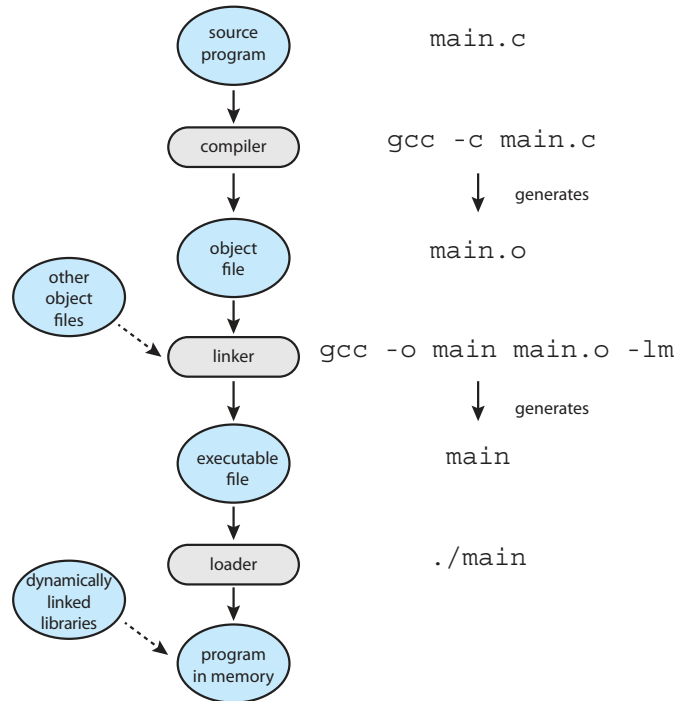 source
program
main.c
compiler
gcc -c main.c
generates
object
file
main.o
other
object
files
linker
gcc -o main main.o -lm
generates
executable
file
main
loader
./main
dynamically
linked
libraries
program
in memory